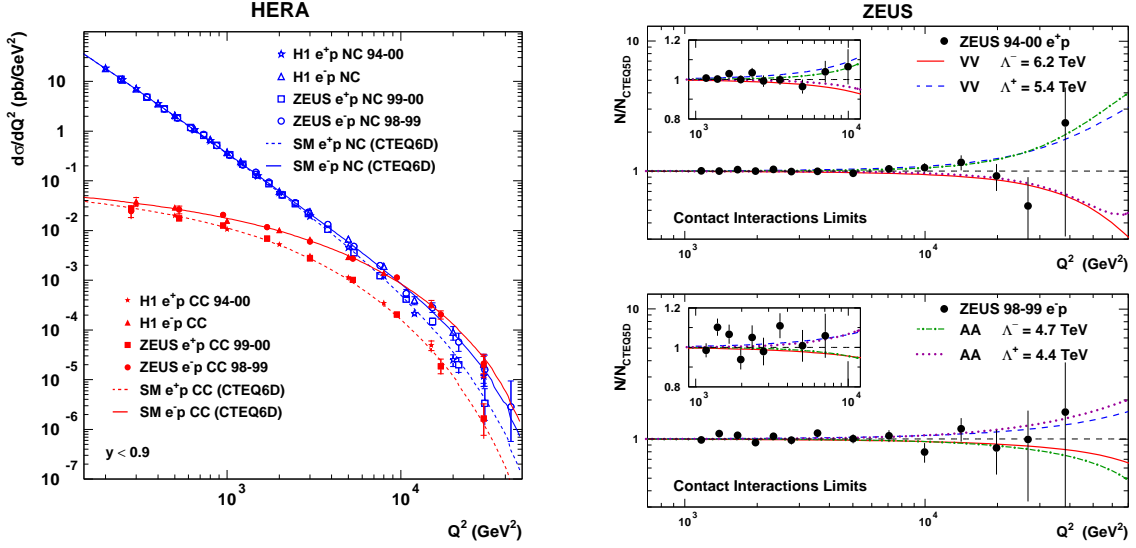 HERA
dσ/dQ² (pb/GeV²)
10
1
10⁻¹
10⁻²
10⁻³
10⁻⁴
10⁻⁵
10⁻⁶
10⁻⁷
H1 e⁺p NC 94-00
H1 e⁻p NC
ZEUS e⁺p NC 99-00
ZEUS e⁻p NC 98-99
SM e⁺p NC (CTEQ6D)
SM e⁻p NC (CTEQ6D)
H1 e⁺p CC 94-00
H1 e⁻p CC
ZEUS e⁺p CC 99-00
ZEUS e⁻p CC 98-99
SM e⁺p CC (CTEQ6D)
SM e⁻p CC (CTEQ6D)
y < 0.9
10³ 10⁴
Q² (GeV²)
ZEUS
N/N_CTEQ5D
10
1
1.2
1
0.8
10³ 10⁴
ZEUS 94-00 e⁺p
VV Λ⁻ = 6.2 TeV
VV Λ⁺ = 5.4 TeV
Contact Interactions Limits
10³ 10⁴
Q² (GeV²)
N/N_CTEQ5D
10
1
1.2
1
0.8
10³ 10⁴
ZEUS 98-99 e⁻p
AA Λ⁻ = 4.7 TeV
AA Λ⁺ = 4.4 TeV
Contact Interactions Limits
10³ 10⁴
Q² (GeV²)